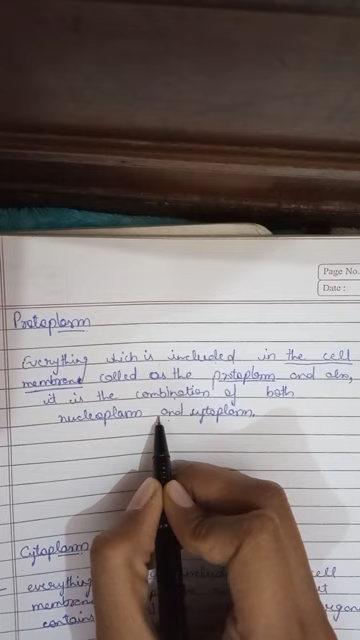 Page No.
Date :
Protoplasm
Everything which is included in the cell
membrane called as the protoplasm and also,
it is the combination of both
nucleoplasm and cytoplasm.
Cytoplasm
everything cell
membrane
contains